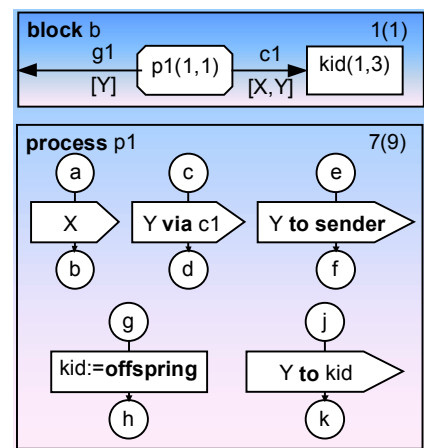 block b 1(1)
g1 c1
p1(1,1) kid(1,3)
[Y] [X,Y]
process p1 7(9)
a c e
X Y via c1 Y to sender
b d f
g j
kid:=offspring Y to kid
h k